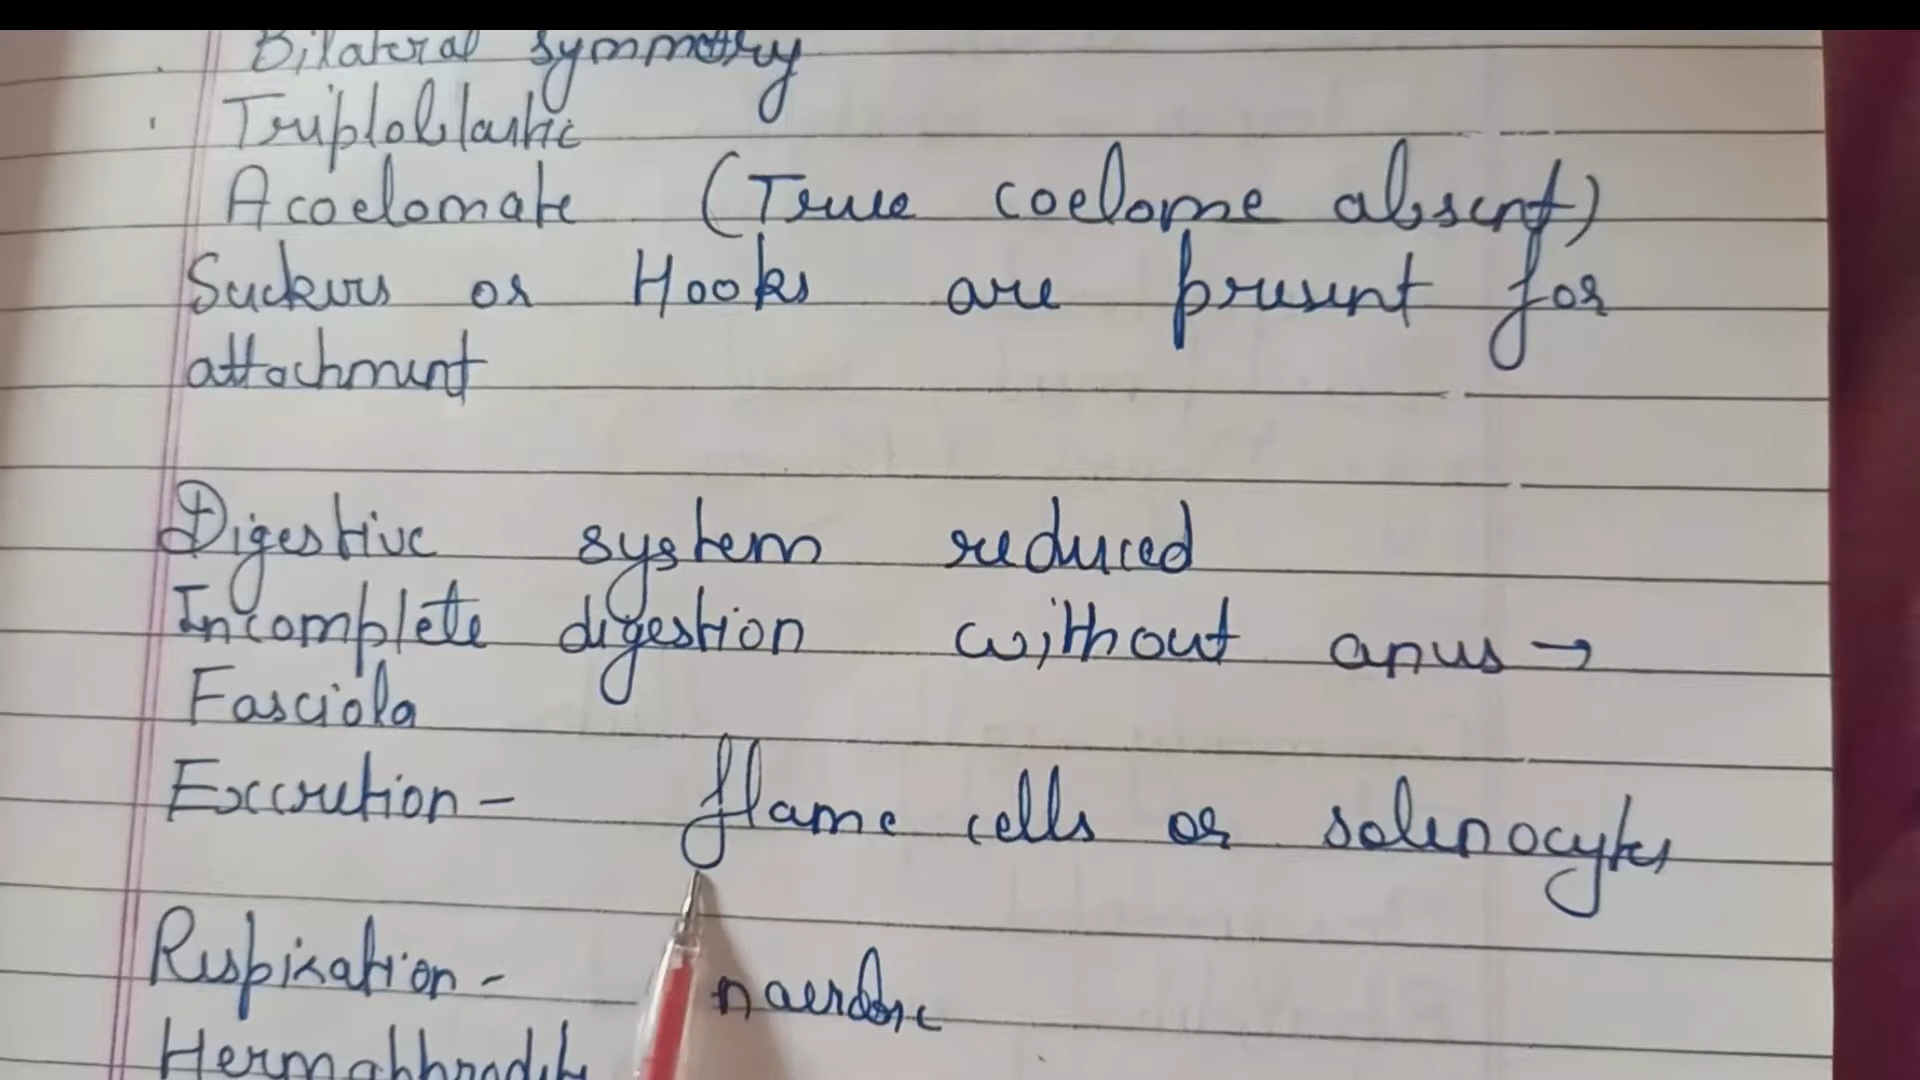 Bilateral symmetry
Triploblastic
Acoelomate (True coelome absent)
Suckers or Hooks are present for
attachment
Digestive system reduced
Incomplete digestion without anus →
Fasciola
Excretion - flame cells or solenocytes
Respiration - naerobic
Hermaphrodite